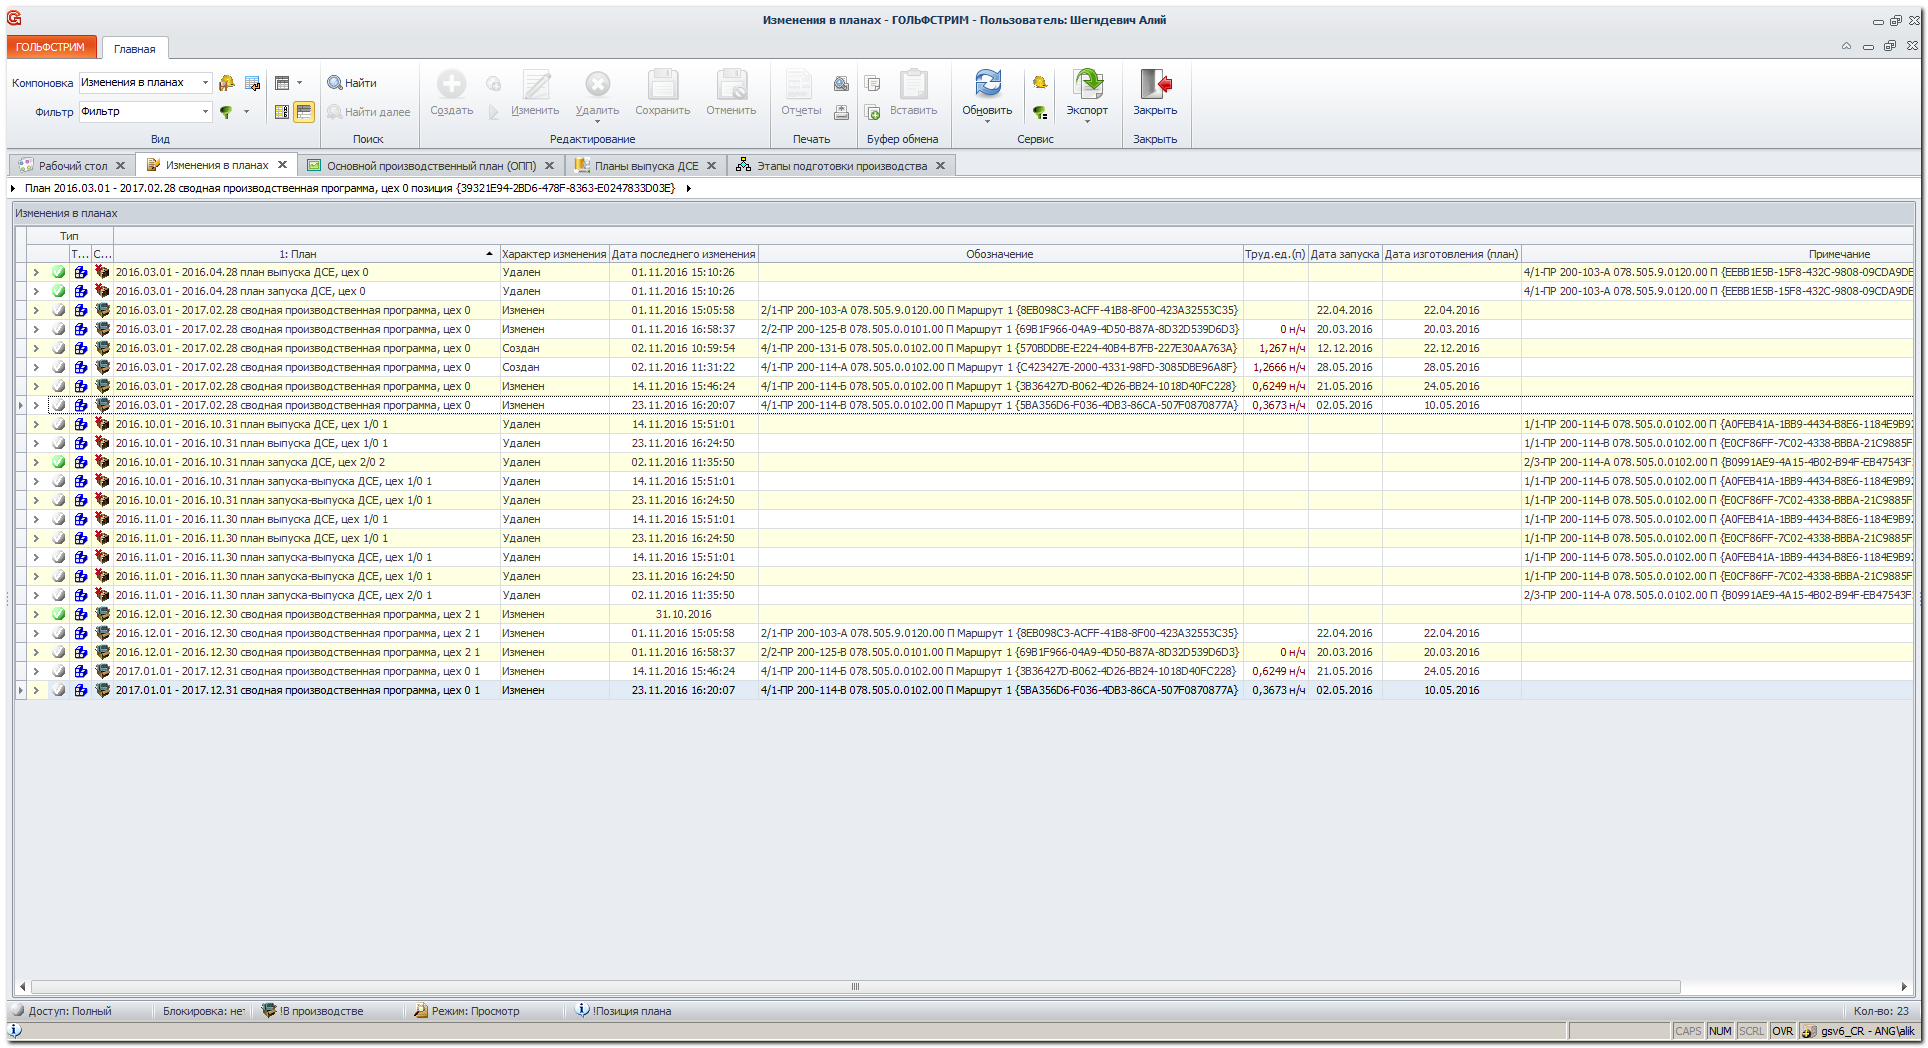 Изменения в планах - ГОЛЬФСТРИМ - Пользователь: Шегидевич Алий
ГОЛЬФСТРИМ Главная
Компоновка Изменения в планах Найти
Фильтр Фильтр Найти далее
Создать Изменить Удалить Сохранить Отменить Отчеты Вставить Обновить Экспорт Закрыть
Вид Поиск Редактирование Печать Буфер обмена Сервис Закрыть
Рабочий стол Изменения в планах Основной производственный план (ОПП) Планы выпуска ДСЕ Этапы подготовки производства
План 2016.03.01 - 2017.02.28 сводная производственная программа, цех 0 позиция {39321E94-2BD6-478F-8363-E0247833D03E}
Изменения в планах
Тип
Т... С... 1: План Характер изменения Дата последнего изменения Обозначение Труд.ед.(п) Дата запуска Дата изготовления (план) Примечание
2016.03.01 - 2016.04.28 план выпуска ДСЕ, цех 0 Удален 01.11.2016 15:10:26 4/1-ПР 200-103-А 078.505.9.0120.00 П {EEBB1E5B-15F8-432C-9808-09CDA9DE
2016.03.01 - 2016.04.28 план запуска ДСЕ, цех 0 Удален 01.11.2016 15:10:26 4/1-ПР 200-103-А 078.505.9.0120.00 П {EEBB1E5B-15F8-432C-9808-09CDA9DE
2016.03.01 - 2017.02.28 сводная производственная программа, цех 0 Изменен 01.11.2016 15:05:58 2/1-ПР 200-103-А 078.505.9.0120.00 П Маршрут 1 {8EB098C3-ACFF-41B8-8F00-423A32553C35} 22.04.2016 22.04.2016
2016.03.01 - 2017.02.28 сводная производственная программа, цех 0 Изменен 01.11.2016 16:58:37 2/2-ПР 200-125-В 078.505.0.0101.00 П Маршрут 1 {69B1F966-04A9-4D50-B87A-8D32D539D6D3} 0 н/ч 20.03.2016 20.03.2016
2016.03.01 - 2017.02.28 сводная производственная программа, цех 0 Создан 02.11.2016 10:59:54 4/1-ПР 200-131-Б 078.505.0.0102.00 П Маршрут 1 {570BDDBE-E224-40B4-B7FB-227E30AA763A} 1,267 н/ч 12.12.2016 22.12.2016
2016.03.01 - 2017.02.28 сводная производственная программа, цех 0 Создан 02.11.2016 11:31:22 4/1-ПР 200-114-А 078.505.0.0102.00 П Маршрут 1 {C423427E-2000-4331-98FD-3085DBE96A8F} 1,2666 н/ч 28.05.2016 28.05.2016
2016.03.01 - 2017.02.28 сводная производственная программа, цех 0 Изменен 14.11.2016 15:46:24 4/1-ПР 200-114-Б 078.505.0.0102.00 П Маршрут 1 {3B36427D-B062-4D26-BB24-1018D40FC228} 0,6249 н/ч 21.05.2016 24.05.2016
2016.03.01 - 2017.02.28 сводная производственная программа, цех 0 Изменен 23.11.2016 16:20:07 4/1-ПР 200-114-В 078.505.0.0102.00 П Маршрут 1 {5BA356D6-F036-4DB3-86CA-507F0870877A} 0,3673 н/ч 02.05.2016 10.05.2016
2016.10.01 - 2016.10.31 план выпуска ДСЕ, цех 1/0 1 Удален 14.11.2016 15:51:01 1/1-ПР 200-114-Б 078.505.0.0102.00 П {A0FEB41A-1BB9-4434-B8E6-1184E9B92
2016.10.01 - 2016.10.31 план выпуска ДСЕ, цех 1/0 1 Удален 23.11.2016 16:24:50 1/1-ПР 200-114-В 078.505.0.0102.00 П {E0CF86FF-7C02-4338-BBBA-21C9885F
2016.10.01 - 2016.10.31 план запуска ДСЕ, цех 2/0 2 Удален 02.11.2016 11:35:50 2/3-ПР 200-114-А 078.505.0.0102.00 П {B0991AE9-4A15-4B02-B94F-EB47543F
2016.10.01 - 2016.10.31 план запуска-выпуска ДСЕ, цех 1/0 1 Удален 14.11.2016 15:51:01 1/1-ПР 200-114-Б 078.505.0.0102.00 П {A0FEB41A-1BB9-4434-B8E6-1184E9B92
2016.10.01 - 2016.10.31 план запуска-выпуска ДСЕ, цех 1/0 1 Удален 23.11.2016 16:24:50 1/1-ПР 200-114-В 078.505.0.0102.00 П {E0CF86FF-7C02-4338-BBBA-21C9885F
2016.11.01 - 2016.11.30 план выпуска ДСЕ, цех 1/0 1 Удален 14.11.2016 15:51:01 1/1-ПР 200-114-Б 078.505.0.0102.00 П {A0FEB41A-1BB9-4434-B8E6-1184E9B92
2016.11.01 - 2016.11.30 план выпуска ДСЕ, цех 1/0 1 Удален 23.11.2016 16:24:50 1/1-ПР 200-114-В 078.505.0.0102.00 П {E0CF86FF-7C02-4338-BBBA-21C9885F
2016.11.01 - 2016.11.30 план запуска-выпуска ДСЕ, цех 1/0 1 Удален 14.11.2016 15:51:01 1/1-ПР 200-114-Б 078.505.0.0102.00 П {A0FEB41A-1BB9-4434-B8E6-1184E9B92
2016.11.01 - 2016.11.30 план запуска-выпуска ДСЕ, цех 1/0 1 Удален 23.11.2016 16:24:50 1/1-ПР 200-114-В 078.505.0.0102.00 П {E0CF86FF-7C02-4338-BBBA-21C9885F
2016.11.01 - 2016.11.30 план запуска-выпуска ДСЕ, цех 2/0 1 Удален 02.11.2016 11:35:50 2/3-ПР 200-114-А 078.505.0.0102.00 П {B0991AE9-4A15-4B02-B94F-EB47543F
2016.12.01 - 2016.12.30 сводная производственная программа, цех 2 1 Изменен 31.10.2016
2016.12.01 - 2016.12.30 сводная производственная программа, цех 2 1 Изменен 01.11.2016 15:05:58 2/1-ПР 200-103-А 078.505.9.0120.00 П Маршрут 1 {8EB098C3-ACFF-41B8-8F00-423A32553C35} 22.04.2016 22.04.2016
2016.12.01 - 2016.12.30 сводная производственная программа, цех 2 1 Изменен 01.11.2016 16:58:37 2/2-ПР 200-125-В 078.505.0.0101.00 П Маршрут 1 {69B1F966-04A9-4D50-B87A-8D32D539D6D3} 0 н/ч 20.03.2016 20.03.2016
2017.01.01 - 2017.12.31 сводная производственная программа, цех 0 1 Изменен 14.11.2016 15:46:24 4/1-ПР 200-114-Б 078.505.0.0102.00 П Маршрут 1 {3B36427D-B062-4D26-BB24-1018D40FC228} 0,6249 н/ч 21.05.2016 24.05.2016
2017.01.01 - 2017.12.31 сводная производственная программа, цех 0 1 Изменен 23.11.2016 16:20:07 4/1-ПР 200-114-В 078.505.0.0102.00 П Маршрут 1 {5BA356D6-F036-4DB3-86CA-507F0870877A} 0,3673 н/ч 02.05.2016 10.05.2016
Доступ: Полный Блокировка: нет !В производстве Режим: Просмотр !Позиция плана Кол-во: 23
CAPS NUM SCRL OVR gsv6_CR - ANG\alik